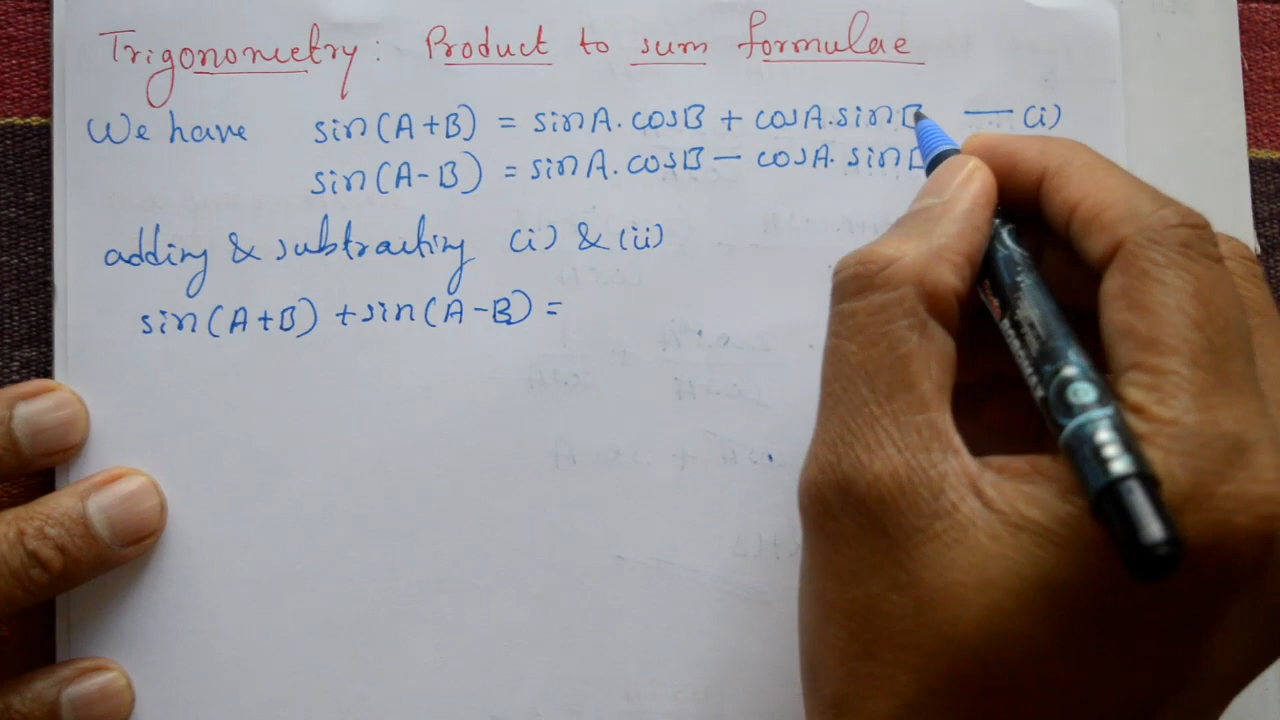 Trigonometry: Product to sum formulae
We have sin(A+B) = sinA.cosB + cosA.sinB — (i)
sin(A-B) = sinA.cosB - cosA.sinB
adding & subtracting (i) & (ii)
sin(A+B) + sin(A-B) =